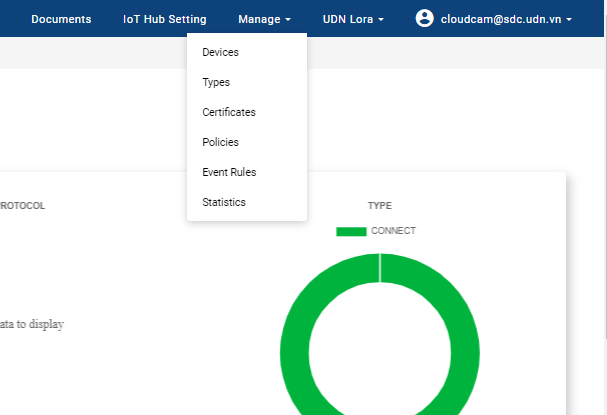 Documents IoT Hub Setting Manage UDN Lora cloudcam@sdc.udn.vn
Devices
Types
Certificates
Policies
Event Rules
Statistics
ROTOCOL TYPE
CONNECT
ata to display